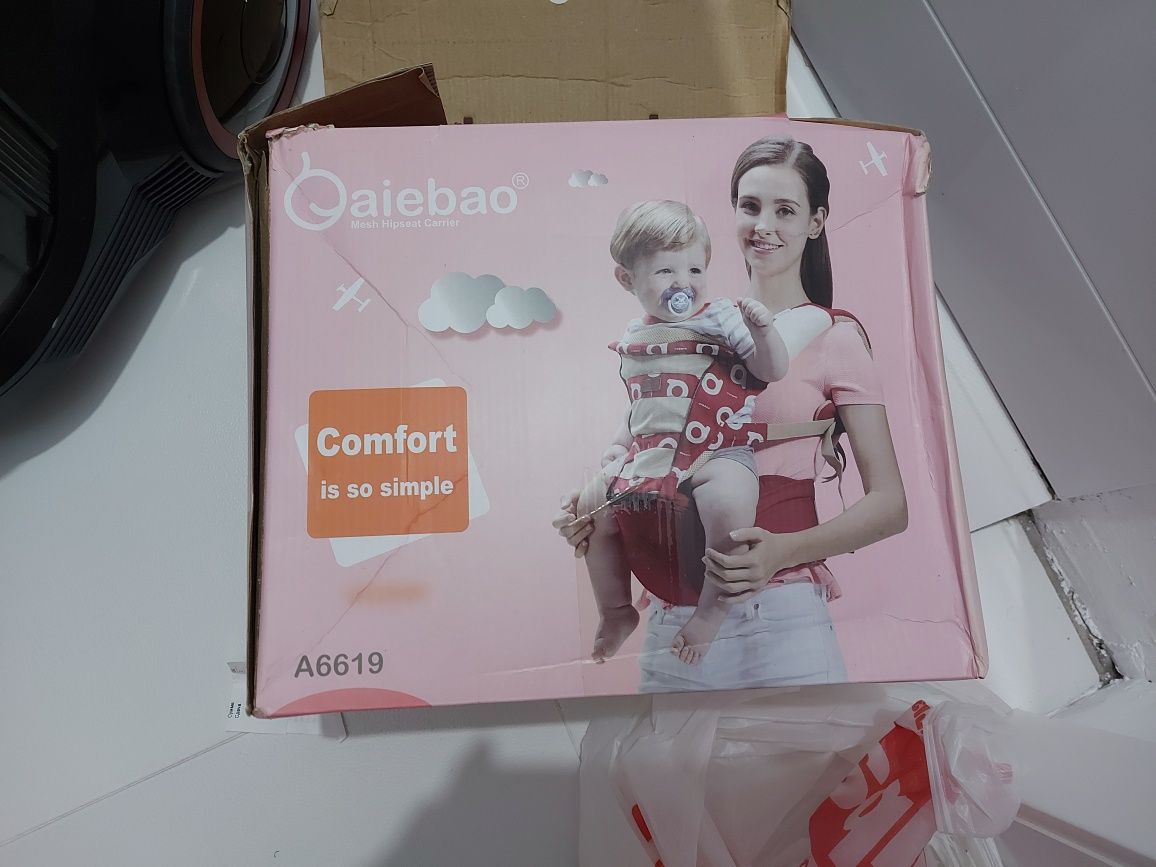 aiebao®
Mesh Hipseat Carrier
Comfort
is so simple
A6619